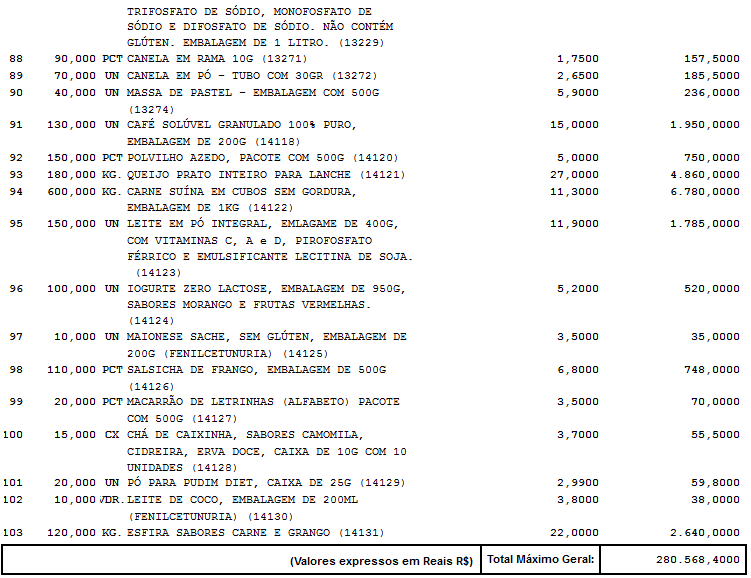 TRIFOSFATO DE SÓDIO, MONOFOSFATO DE
SÓDIO E DIFOSFATO DE SÓDIO. NÃO CONTÉM
GLÚTEN. EMBALAGEM DE 1 LITRO. (13229)
88 90,000 PCT CANELA EM RAMA 10G (13271) 1,7500 157,5000
89 70,000 UN CANELA EM PÓ - TUBO COM 30GR (13272) 2,6500 185,5000
90 40,000 UN MASSA DE PASTEL - EMBALAGEM COM 500G 5,9000 236,0000
(13274)
91 130,000 UN CAFÉ SOLÚVEL GRANULADO 100% PURO, 15,0000 1.950,0000
EMBALAGEM DE 200G (14118)
92 150,000 PCT POLVILHO AZEDO, PACOTE COM 500G (14120) 5,0000 750,0000
93 180,000 KG. QUEIJO PRATO INTEIRO PARA LANCHE (14121) 27,0000 4.860,0000
94 600,000 KG. CARNE SUÍNA EM CUBOS SEM GORDURA, 11,3000 6.780,0000
EMBALAGEM DE 1KG (14122)
95 150,000 UN LEITE EM PÓ INTEGRAL, EMLAGAME DE 400G, 11,9000 1.785,0000
COM VITAMINAS C, A e D, PIROFOSFATO
FÉRRICO E EMULSIFICANTE LECITINA DE SOJA.
(14123)
96 100,000 UN IOGURTE ZERO LACTOSE, EMBALAGEM DE 950G, 5,2000 520,0000
SABORES MORANGO E FRUTAS VERMELHAS.
(14124)
97 10,000 UN MAIONESE SACHE, SEM GLÚTEN, EMBALAGEM DE 3,5000 35,0000
200G (FENILCETUNURIA) (14125)
98 110,000 PCT SALSICHA DE FRANGO, EMBALAGEM DE 500G 6,8000 748,0000
(14126)
99 20,000 PCT MACARRÃO DE LETRINHAS (ALFABETO) PACOTE 3,5000 70,0000
COM 500G (14127)
100 15,000 CX CHÁ DE CAIXINHA, SABORES CAMOMILA, 3,7000 55,5000
CIDREIRA, ERVA DOCE, CAIXA DE 10G COM 10
UNIDADES (14128)
101 20,000 UN PÓ PARA PUDIM DIET, CAIXA DE 25G (14129) 2,9900 59,8000
102 10,000 VDR. LEITE DE COCO, EMBALAGEM DE 200ML 3,8000 38,0000
(FENILCETUNURIA) (14130)
103 120,000 KG. ESFIRA SABORES CARNE E GRANGO (14131) 22,0000 2.640,0000
(Valores expressos em Reais R$) Total Máximo Geral: 280.568,4000